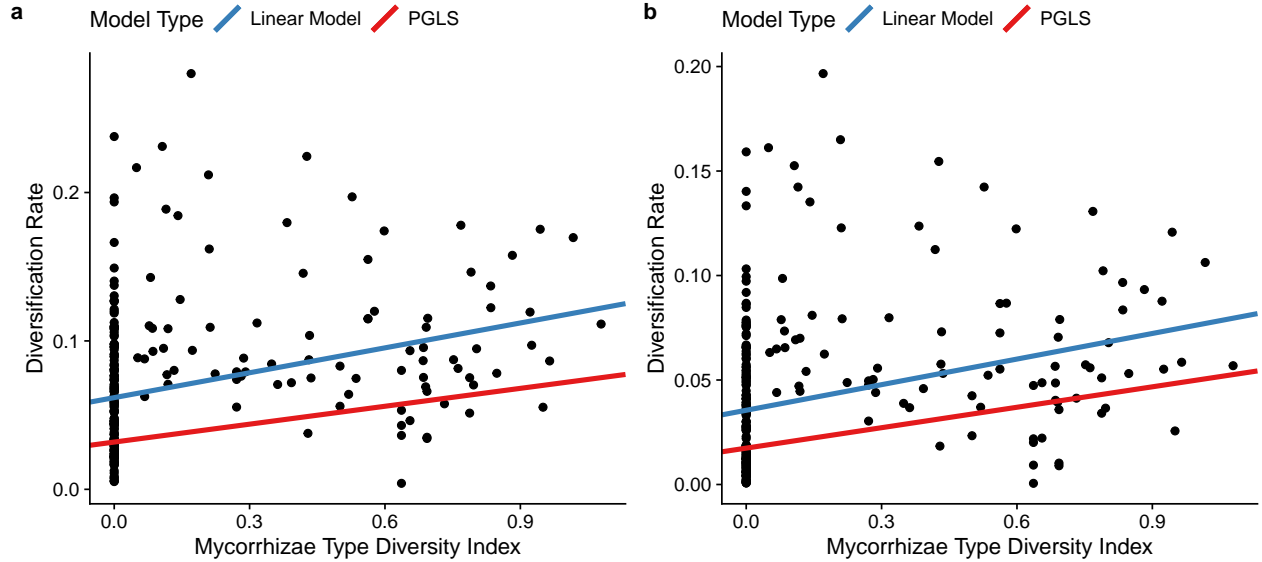 a
Model Type Linear Model PGLS
Diversification Rate
0.2
0.1
0.0
0.0 0.3 0.6 0.9
Mycorrhizae Type Diversity Index
b
Model Type Linear Model PGLS
Diversification Rate
0.20
0.15
0.10
0.05
0.00
0.0 0.3 0.6 0.9
Mycorrhizae Type Diversity Index